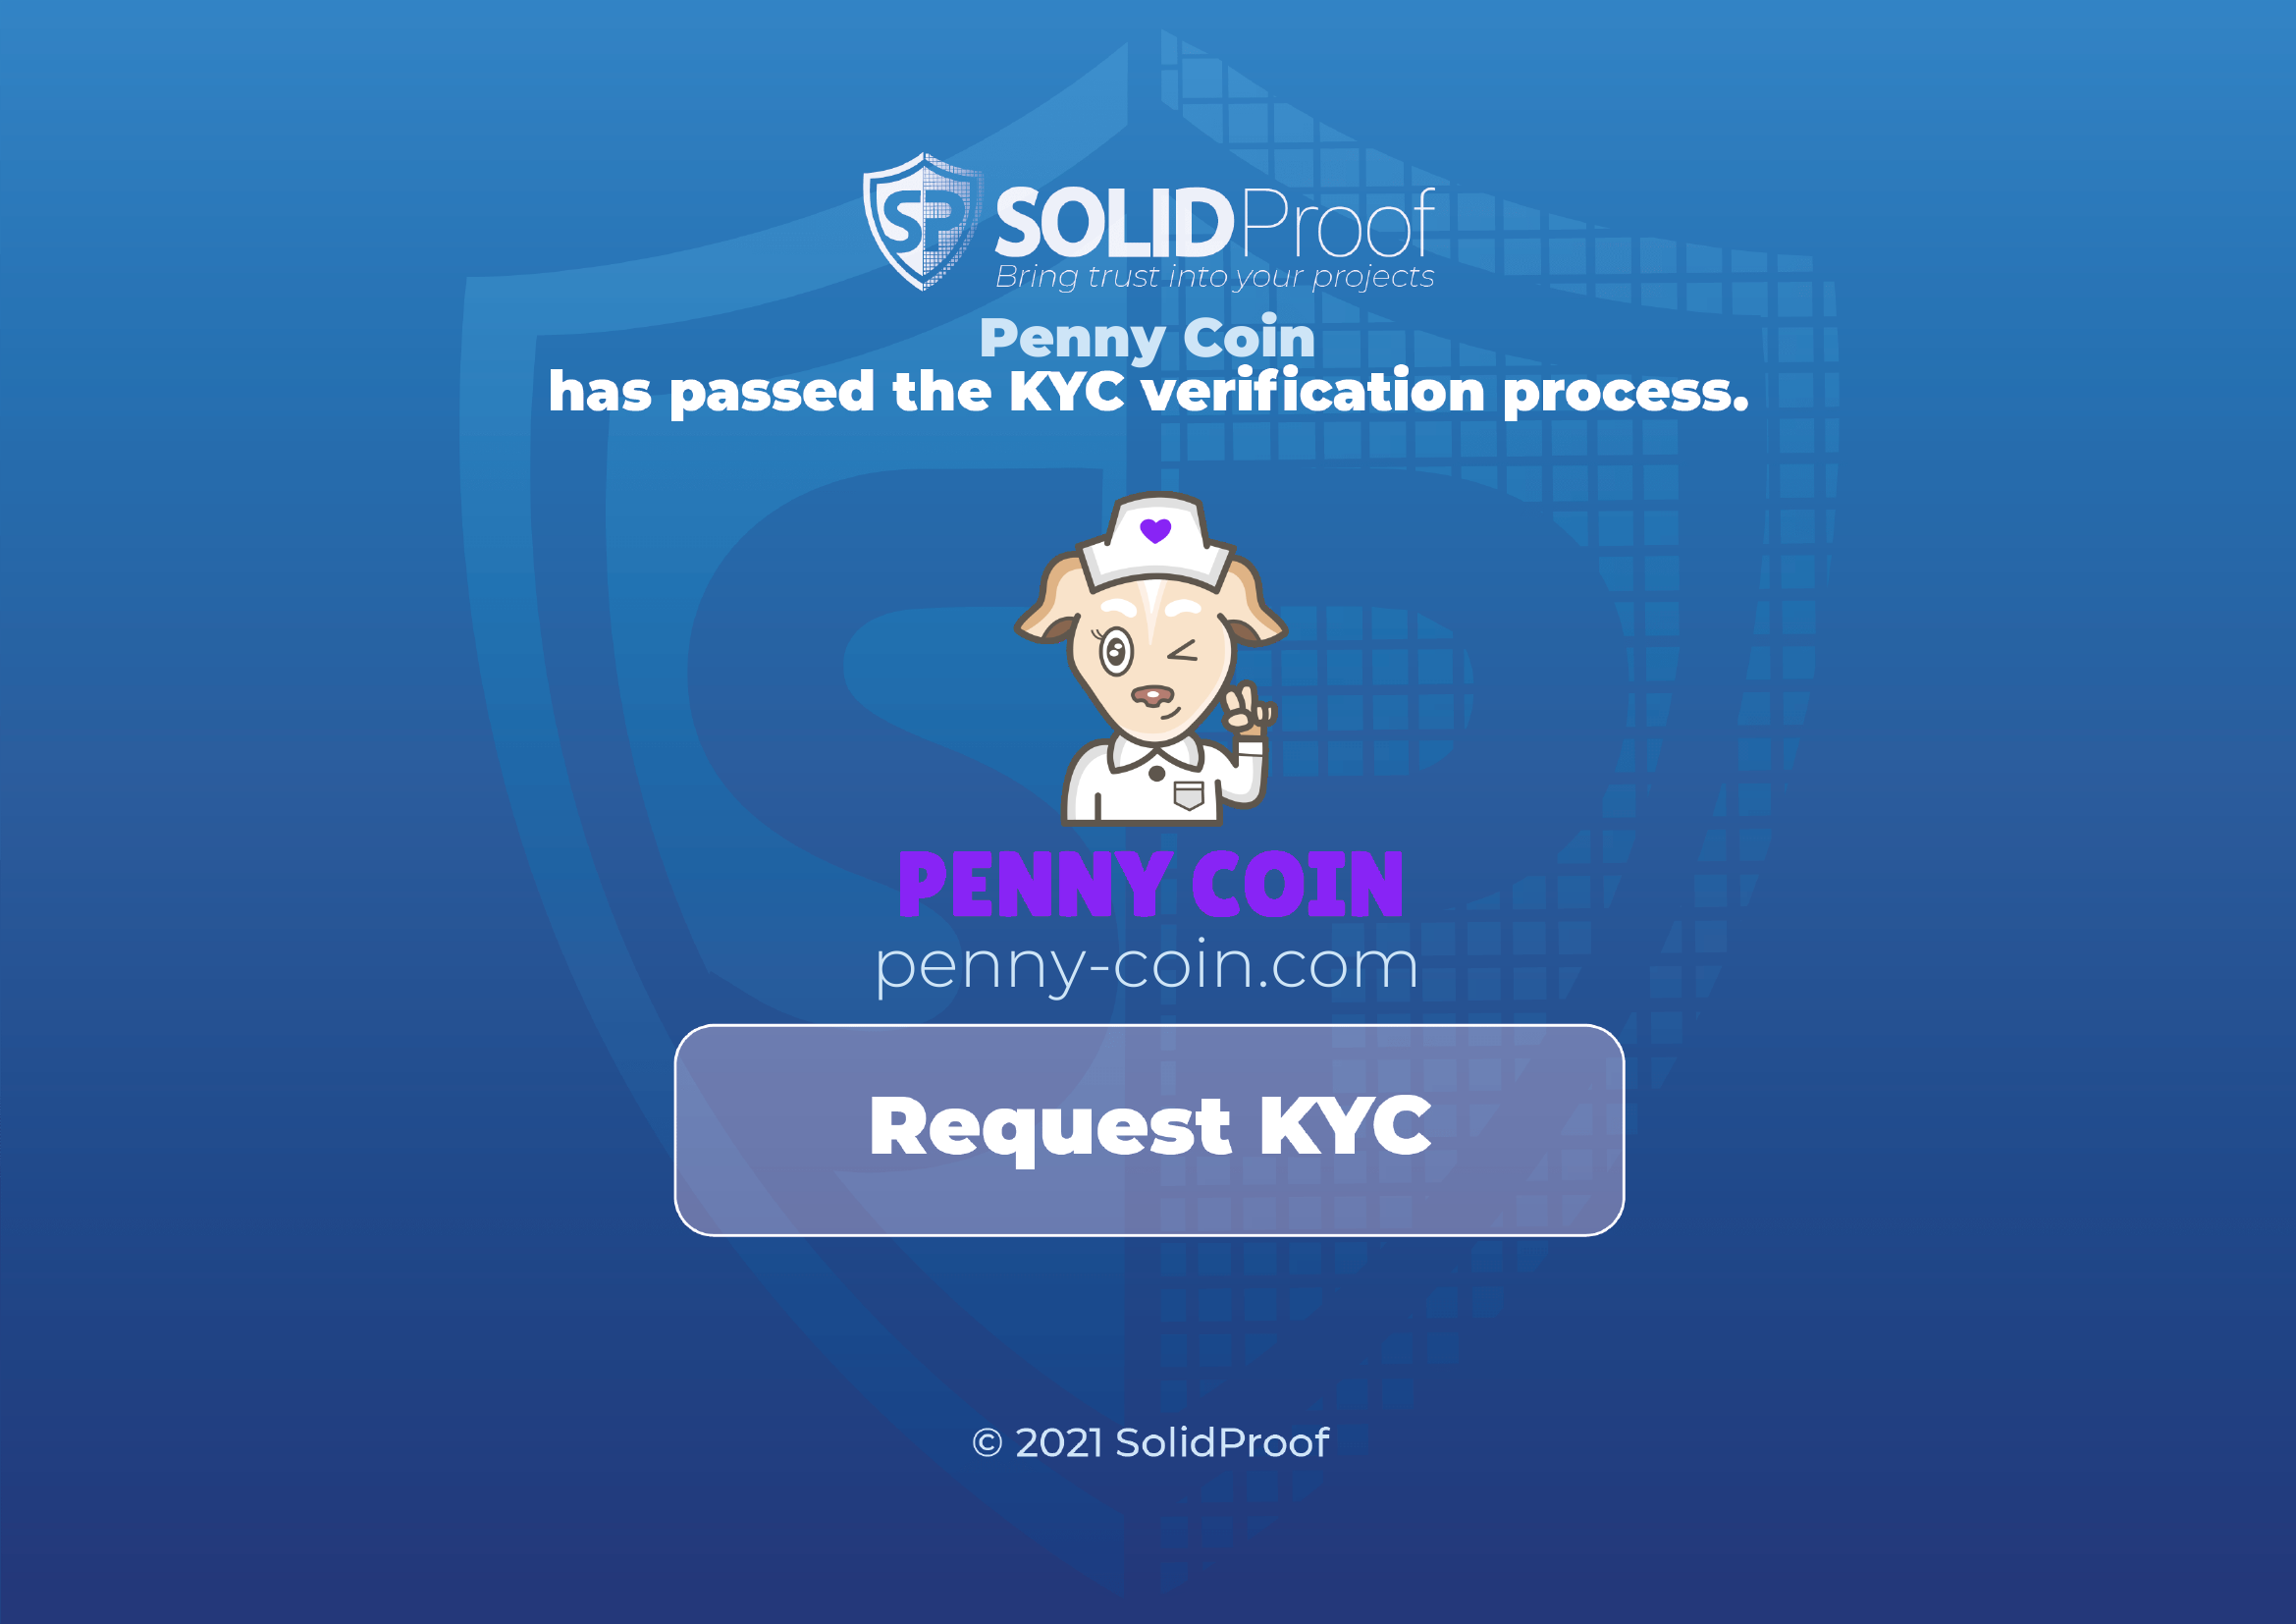 SP SOLIDProof
Bring trust into your projects
Penny Coin
has passed the KYC verification process.
PENNY COIN
penny-coin.com
Request KYC
© 2021 SolidProof